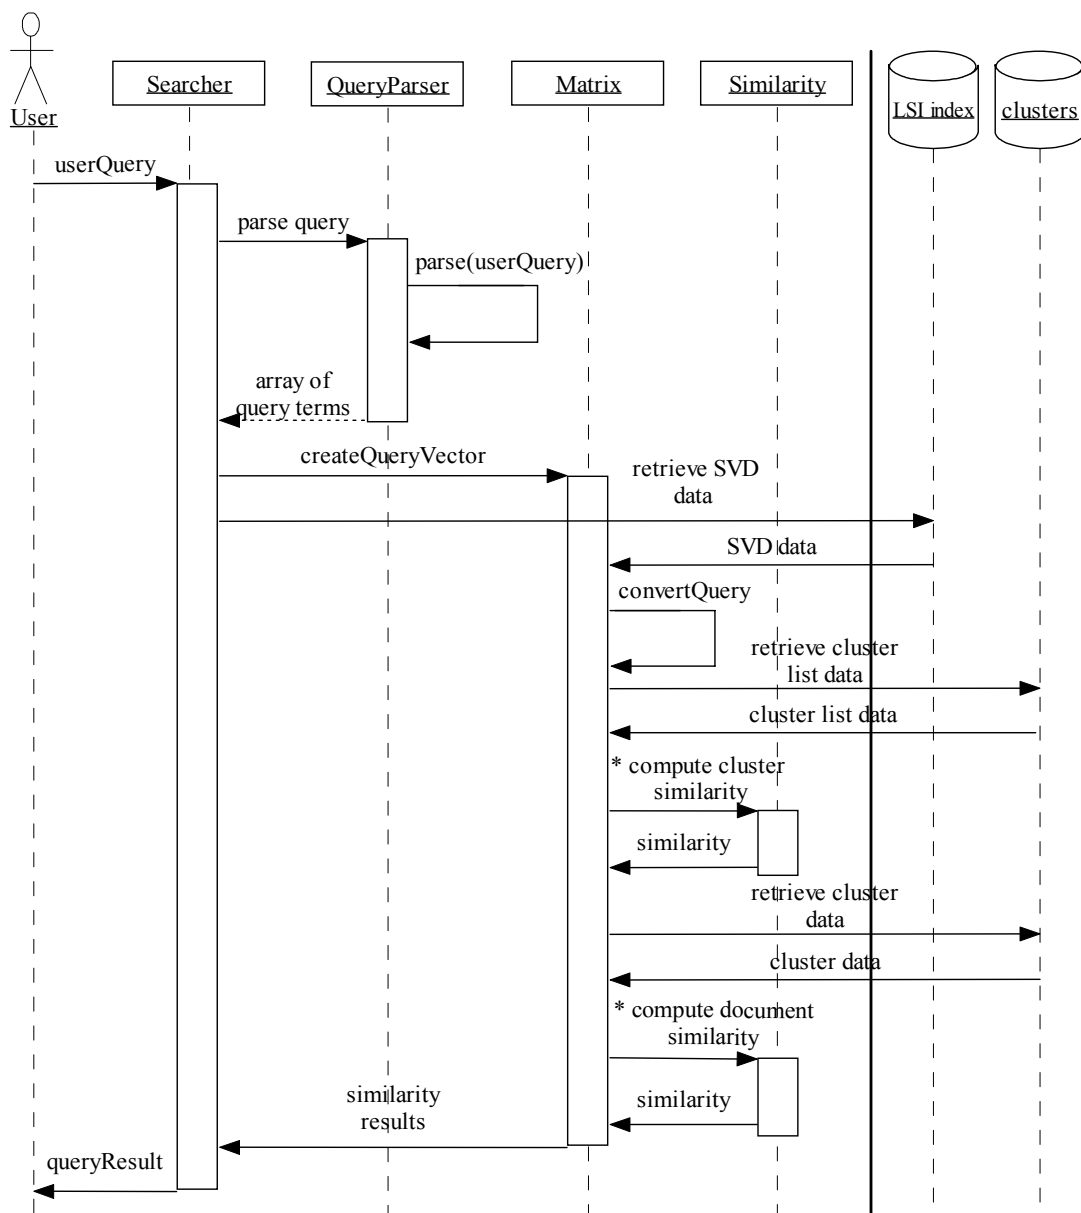 User
Searcher
QueryParser
Matrix
Similarity
LSI index
clusters
userQuery
parse query
parse(userQuery)
array of
query terms
createQueryVector
retrieve SVD
data
SVD data
convertQuery
retrieve cluster
list data
cluster list data
* compute cluster
similarity
similarity
retrieve cluster
data
cluster data
* compute document
similarity
similarity
similarity
results
queryResult